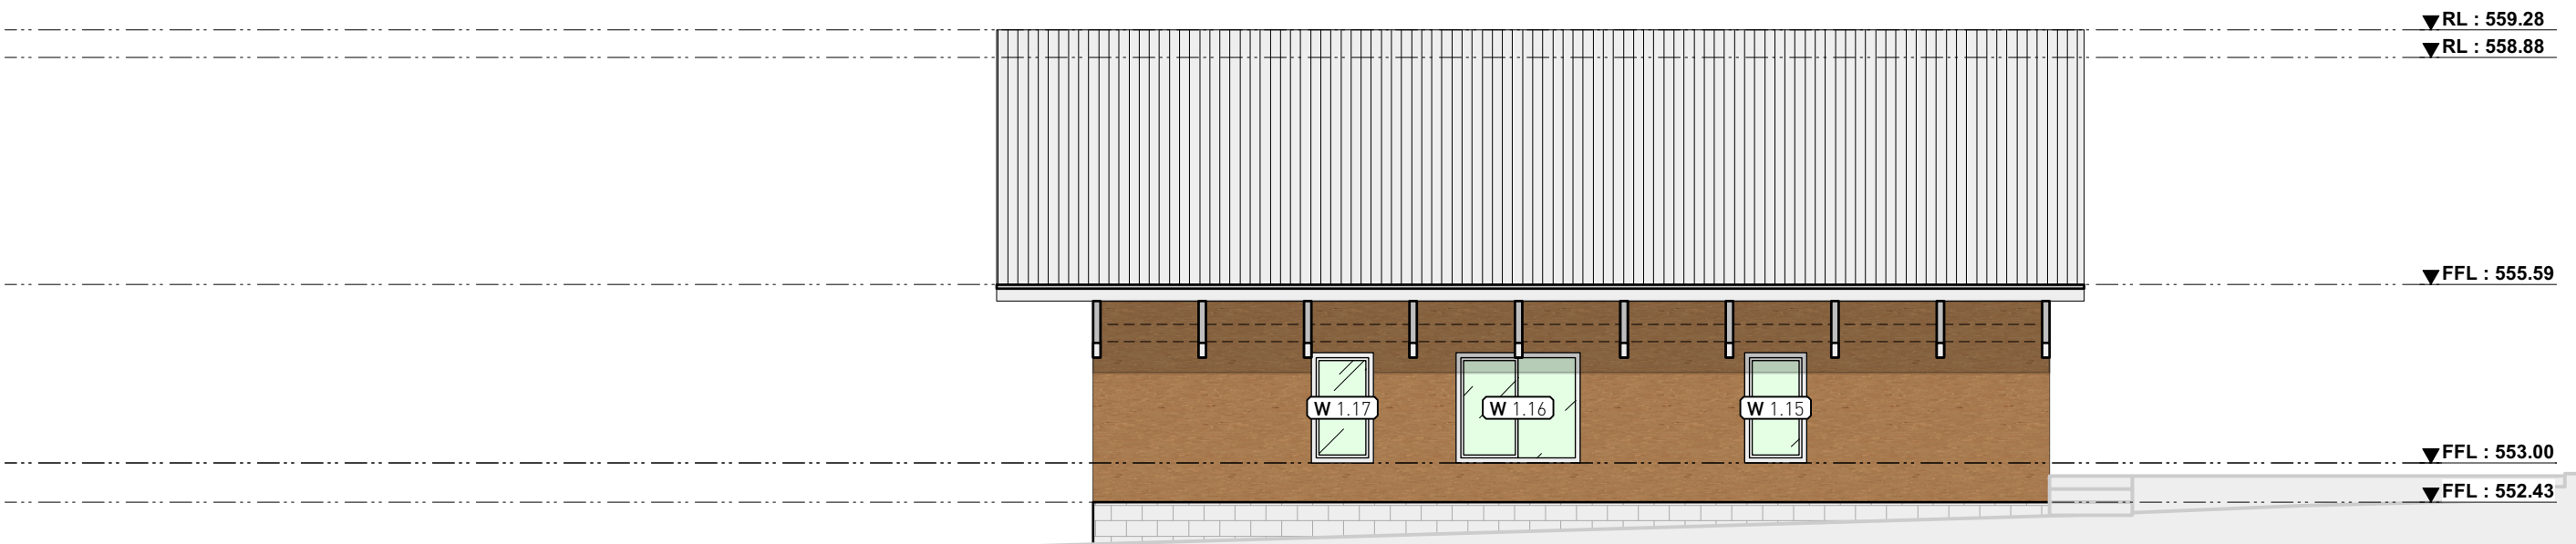 RL : 559.28
RL : 558.88
FFL : 555.59
W 1.17
W 1.16
W 1.15
FFL : 553.00
FFL : 552.43